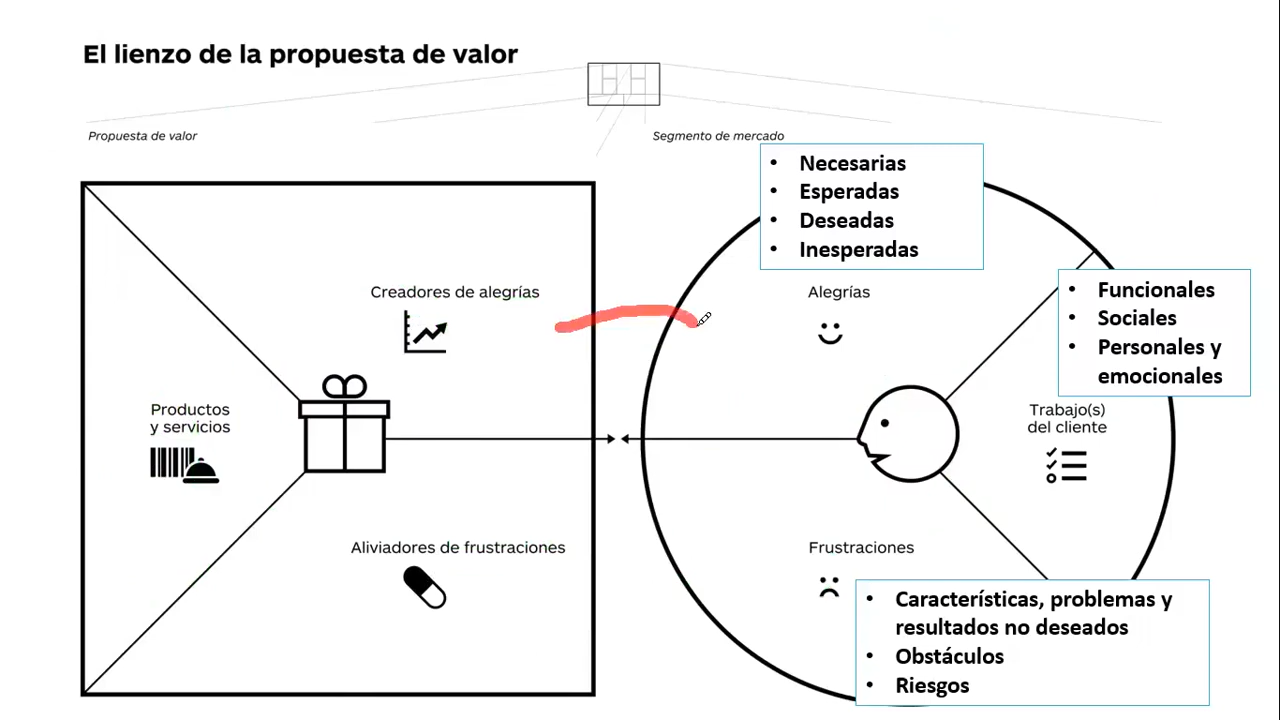 El lienzo de la propuesta de valor
Propuesta de valor
Segmento de mercado
• Necesarias
• Esperadas
• Deseadas
• Inesperadas
Creadores de alegrías
Alegrías
• Funcionales
• Sociales
• Personales y
emocionales
Productos
y servicios
Trabajo(s)
del cliente
Aliviadores de frustraciones
Frustraciones
• Características, problemas y
resultados no deseados
• Obstáculos
• Riesgos